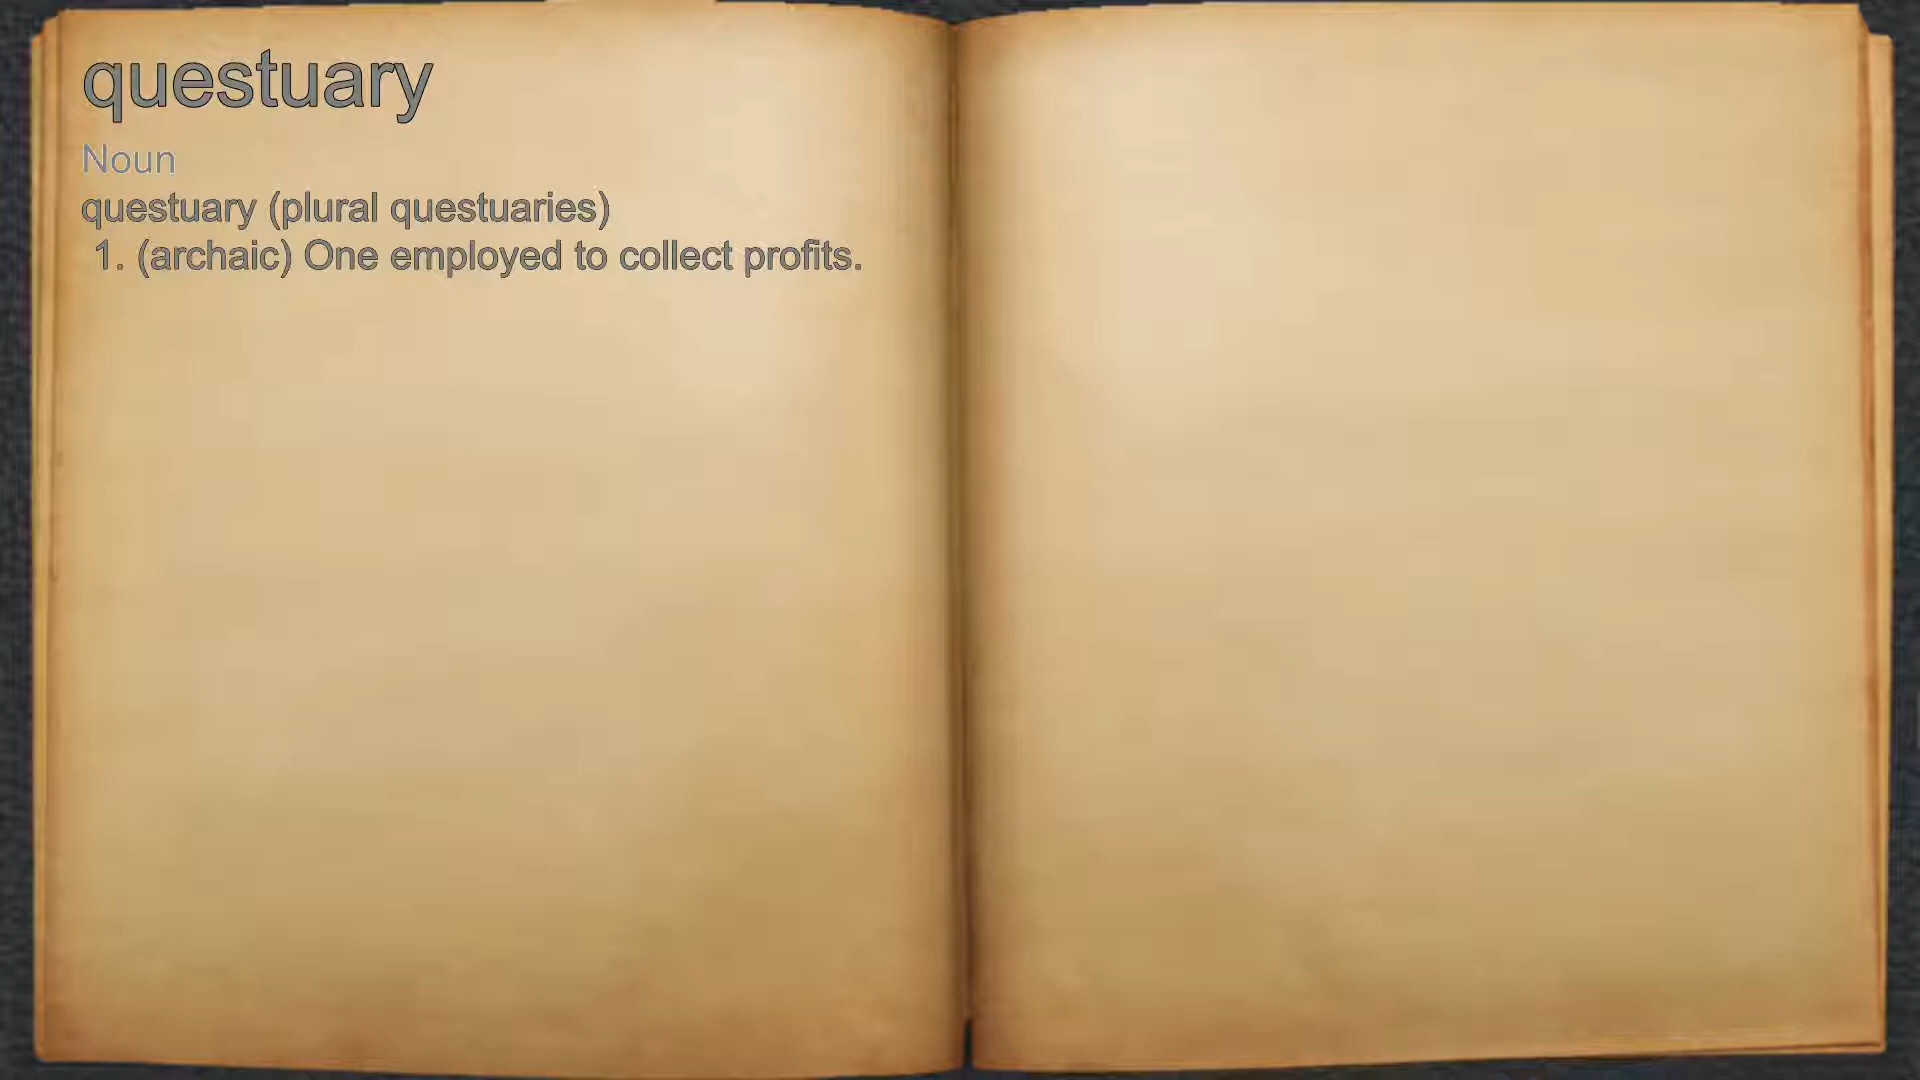 questuary
Noun
questuary (plural questuaries)
1. (archaic) One employed to collect profits.